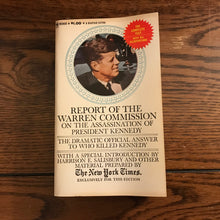 $1.00
REPORT OF THE
WARREN COMMISSION
ON THE ASSASSINATION OF
PRESIDENT KENNEDY
THE DRAMATIC OFFICIAL ANSWER
TO WHO KILLED KENNEDY
WITH A SPECIAL INTRODUCTION BY
HARRISON E. SALISBURY AND OTHER
MATERIAL PREPARED BY
The New York Times.
EXCLUSIVELY FOR THIS EDITION